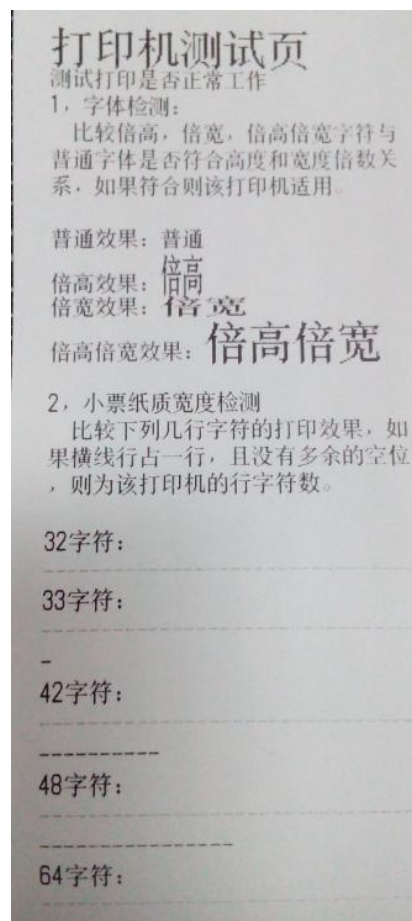 打印机测试页
测试打印是否正常工作
1，字体检测：
比较倍高，倍宽，倍高倍宽字符与
普通字体是否符合高度和宽度倍数关
系，如果符合则该打印机适用。
普通效果：普通
倍高效果：倍高
倍宽效果：倍宽
倍高倍宽效果：倍高倍宽
2，小票纸质宽度检测
比较下列几行字符的打印效果，如
果横线行占一行，且没有多余的空位
，则为该打印机的行字符数。
32字符：
--------------------------------
33字符：
--------------------------------
-
42字符：
--------------------------------
----------
48字符：
--------------------------------
----------------
64字符：
--------------------------------